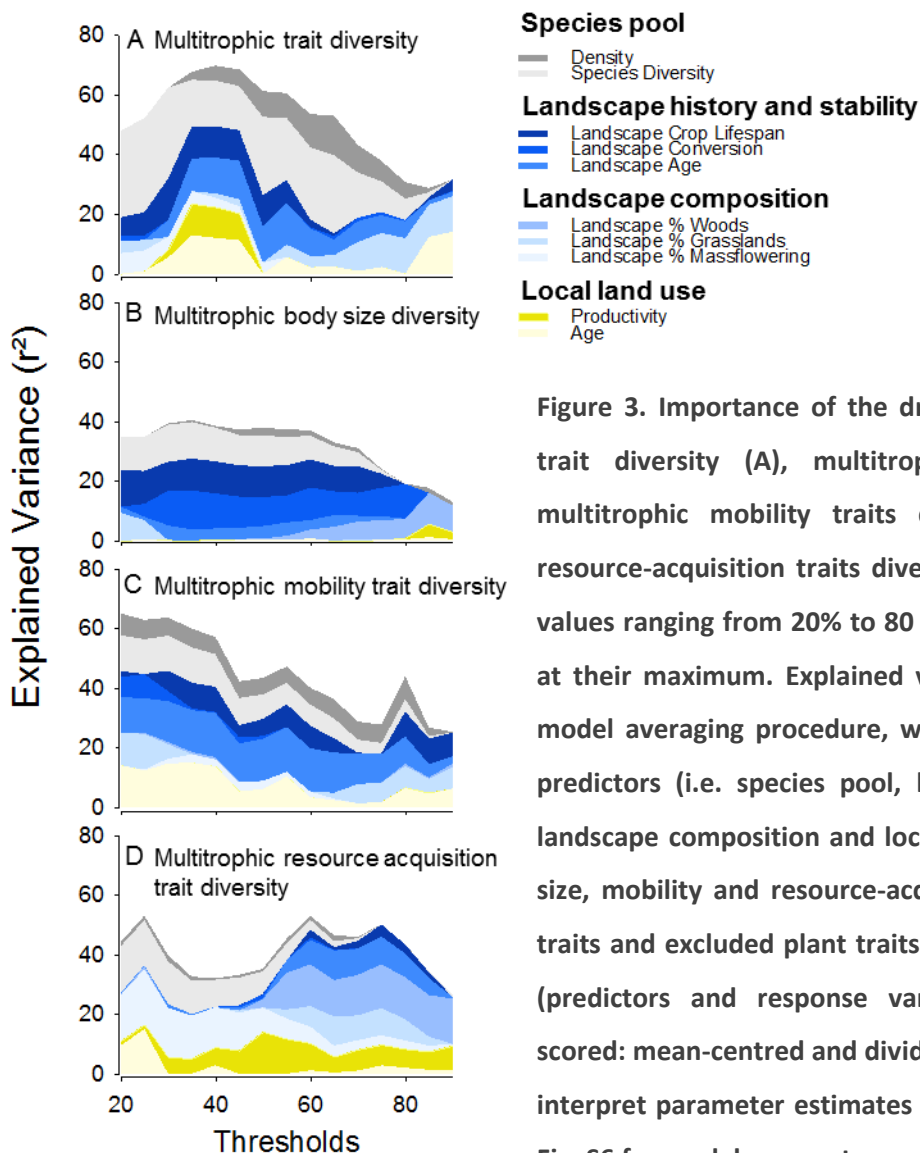 80
A Multitrophic trait diversity
60
40
20
0
80
B Multitrophic body size diversity
60
40
20
0
80
C Multitrophic mobility trait diversity
60
40
20
0
80
D Multitrophic resource acquisition
trait diversity
60
40
20
0
20 40 60 80
Thresholds
Explained Variance (r²)
Species pool
Density
Species Diversity
Landscape history and stability
Landscape Crop Lifespan
Landscape Conversion
Landscape Age
Landscape composition
Landscape % Woods
Landscape % Grasslands
Landscape % Massflowering
Local land use
Productivity
Age
Figure 3. Importance of the dr
trait diversity (A), multitrop
multitrophic mobility traits
resource-acquisition traits dive
values ranging from 20% to 80
at their maximum. Explained v
model averaging procedure, w
predictors (i.e. species pool,
landscape composition and loc
size, mobility and resource-acq
traits and excluded plant traits
(predictors and response var
scored: mean-centred and divid
interpret parameter estimates